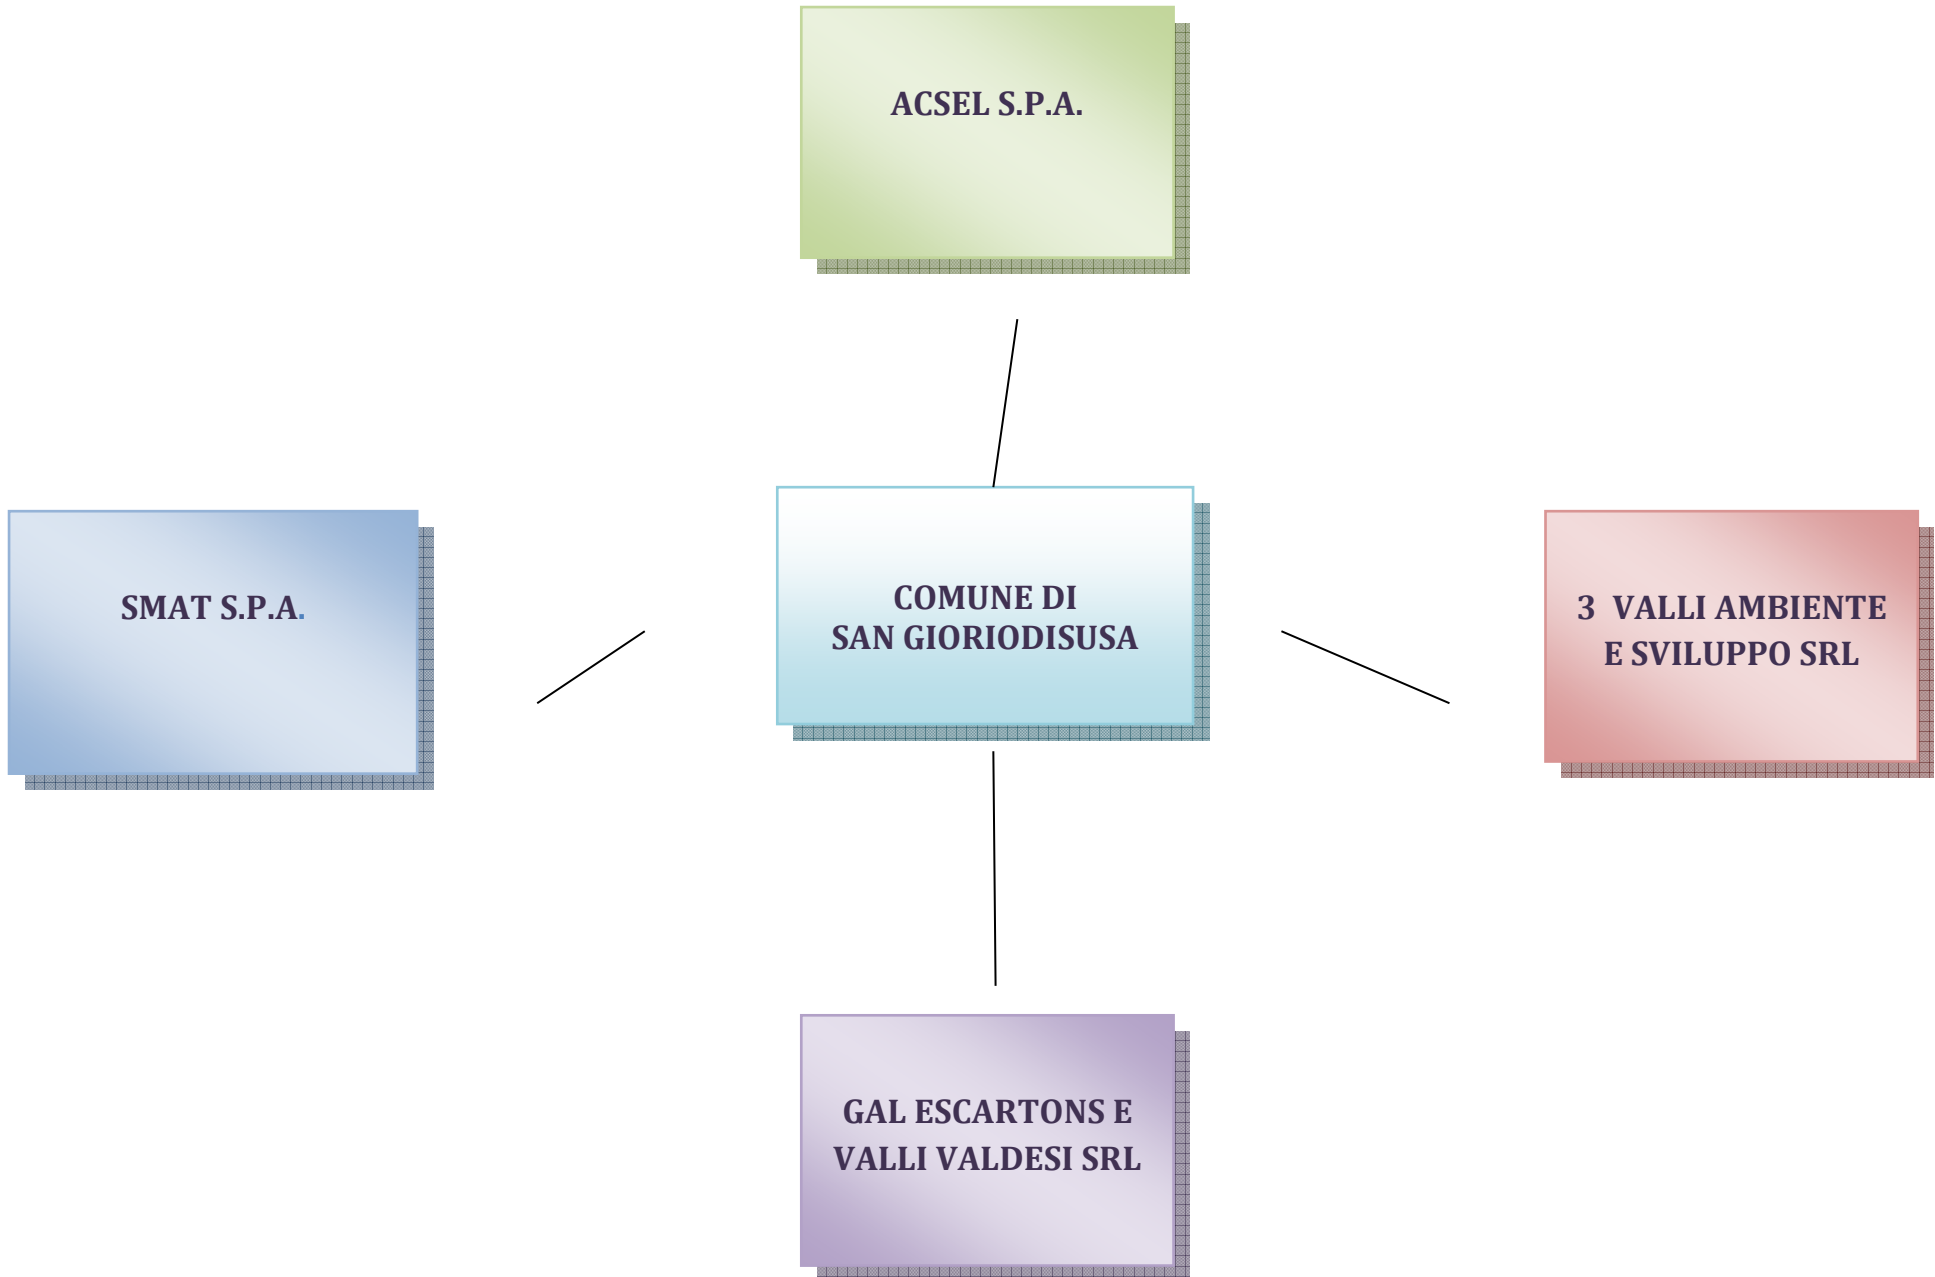 ACSEL S.P.A.
SMAT S.P.A.
COMUNE DI
SAN GIORIODISUSA
3 VALLI AMBIENTE
E SVILUPPO SRL
GAL ESCARTONS E
VALLI VALDESI SRL